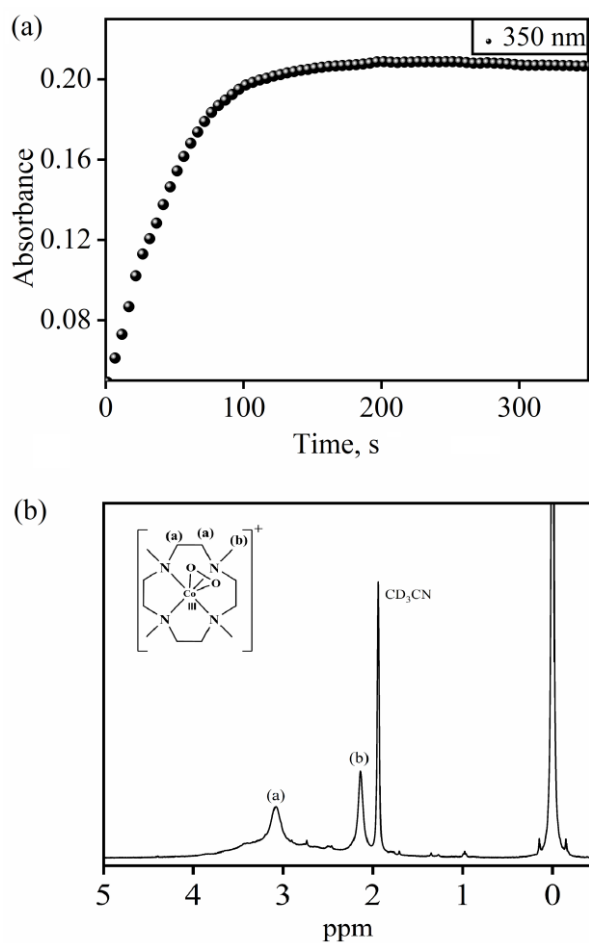 (a)
350 nm
0.20
0.16
0.12
0.08
Absorbance
0
100
200
300
Time, s
(b)
+
(a) (a) (b)
N
N
O
O
Co
III
N
N
CD₃CN
(b)
(a)
5
4
3
2
1
0
ppm